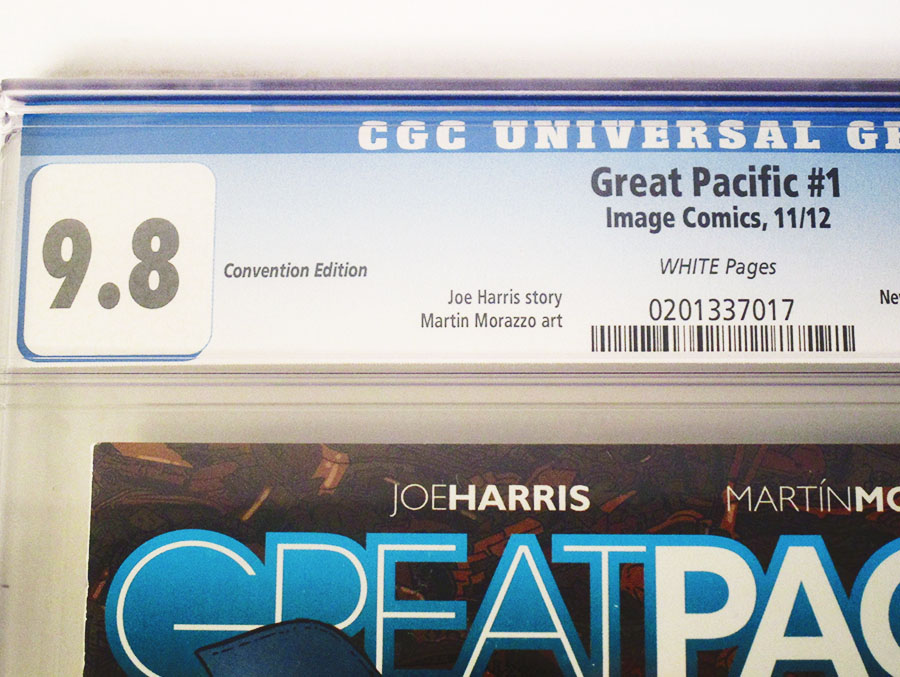 CGC UNIVERSAL
Great Pacific #1
Image Comics, 11/12
9.8
Convention Edition
WHITE Pages
Joe Harris story
Martin Morazzo art
0201337017
JOEHARRIS
MARTÍN
GREAT